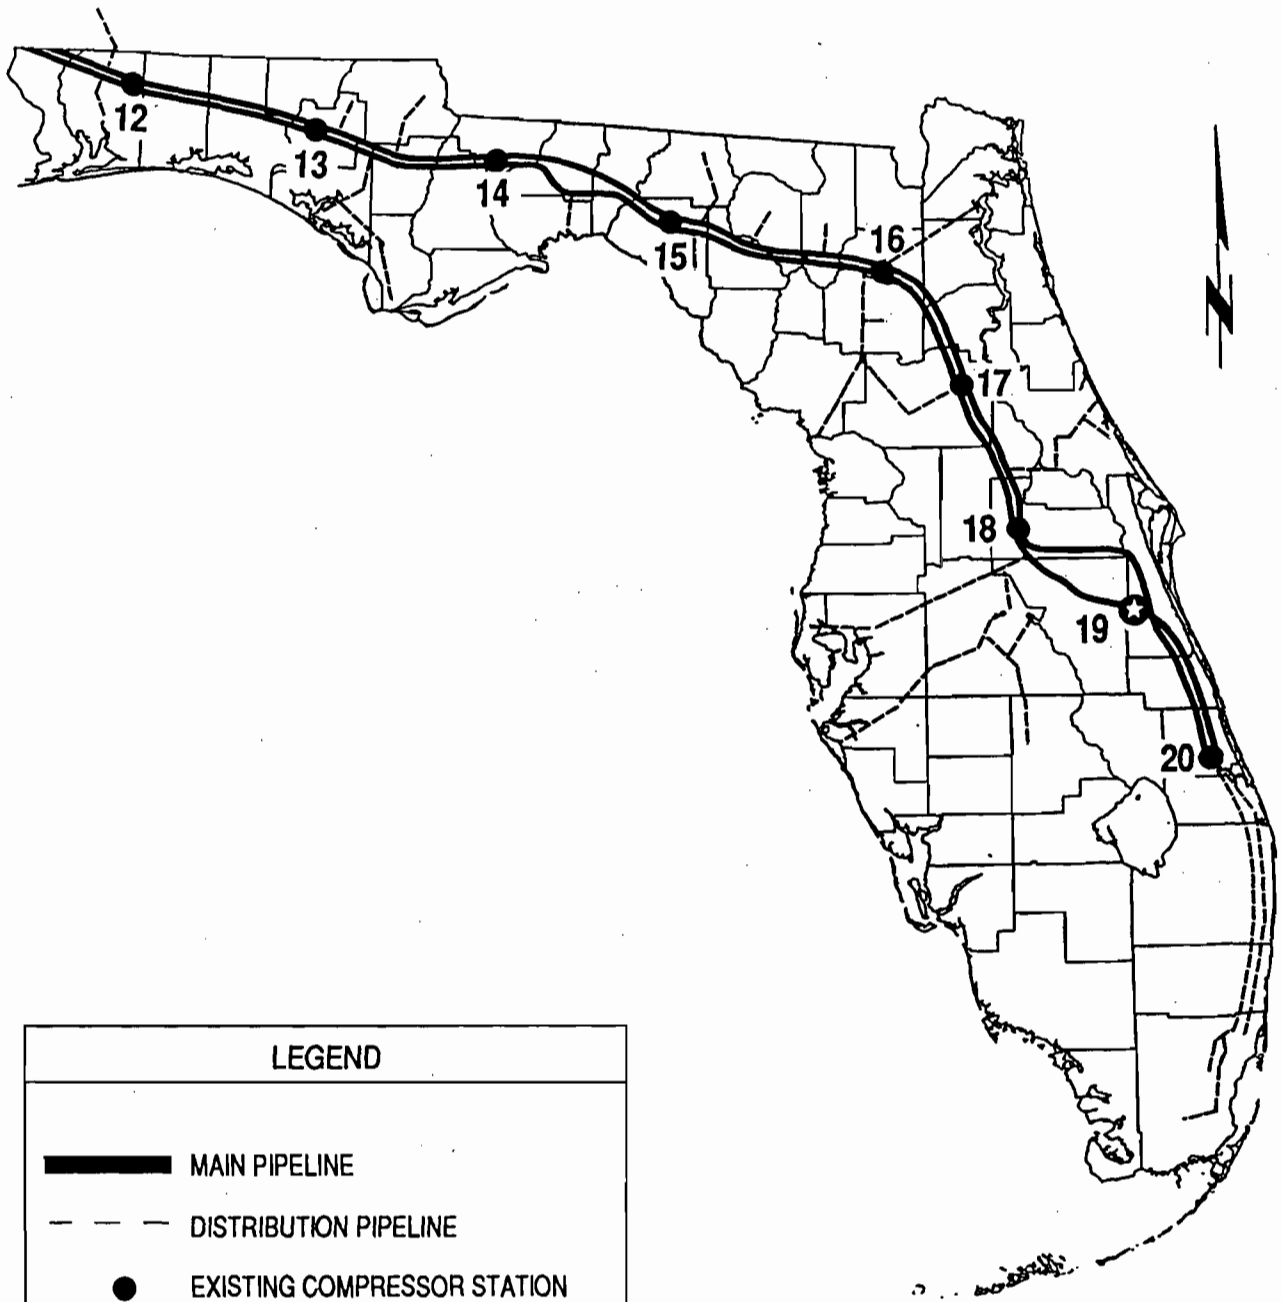 12
13
14
15
16
17
18
19
20
N
LEGEND
MAIN PIPELINE
DISTRIBUTION PIPELINE
EXISTING COMPRESSOR STATION